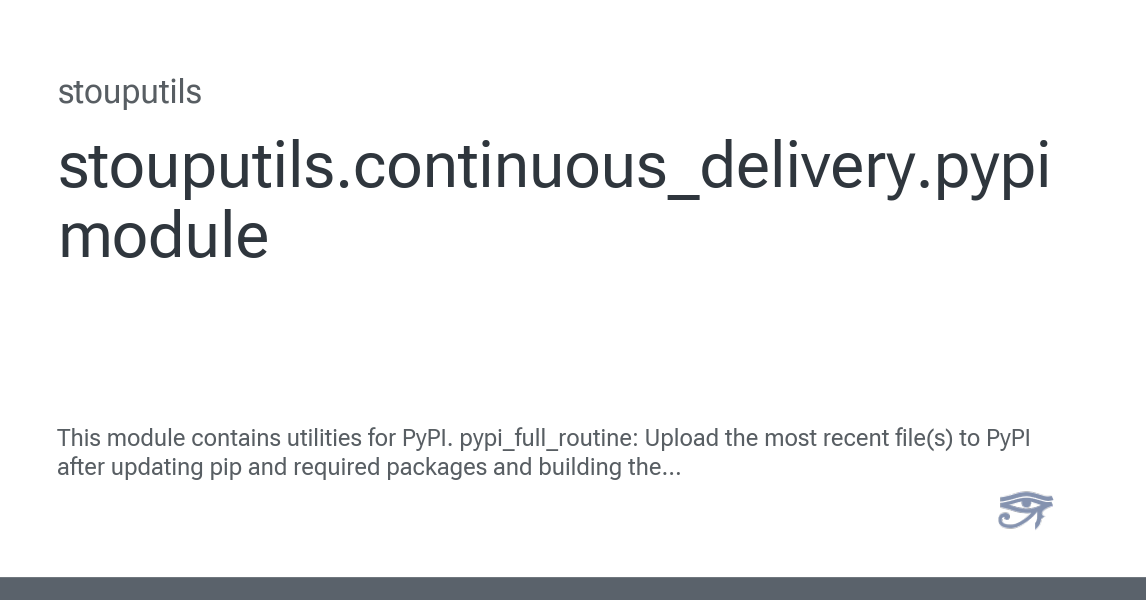 stouputils
stouputils.continuous_delivery.pypi
module
This module contains utilities for PyPI. pypi_full_routine: Upload the most recent file(s) to PyPI
after updating pip and required packages and building the...